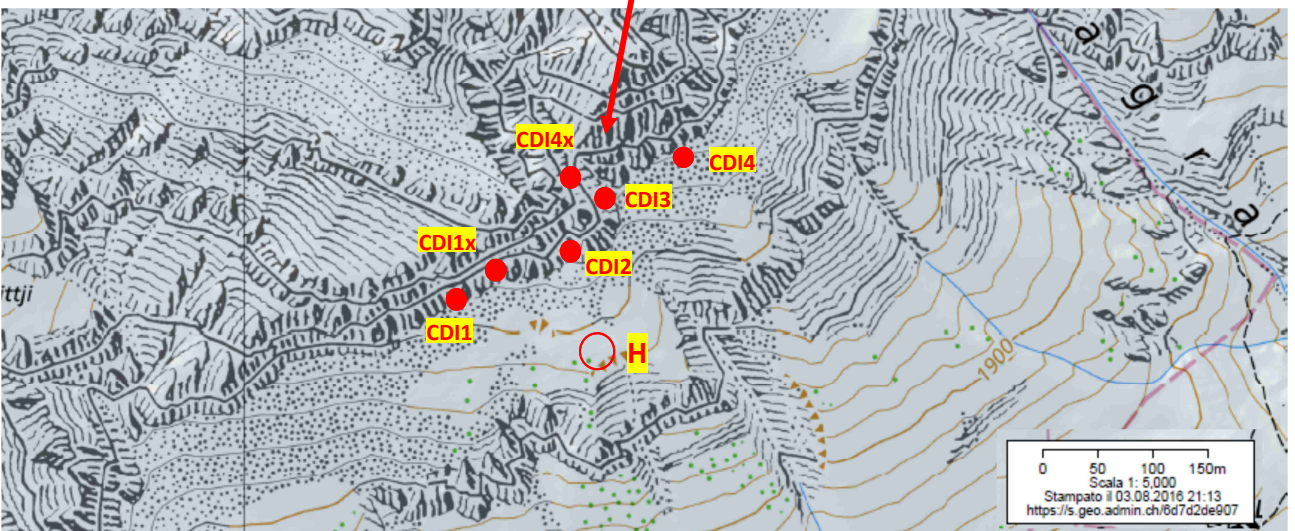 a
g
r
a
CDI4x
CDI4
CDI3
CDI1x
CDI2
ittji
CDI1
H
1900
0 50 100 150m
Scala 1: 5,000
Stampato il 03.08.2016 21:13
https://s.geo.admin.ch/6d7d2de907